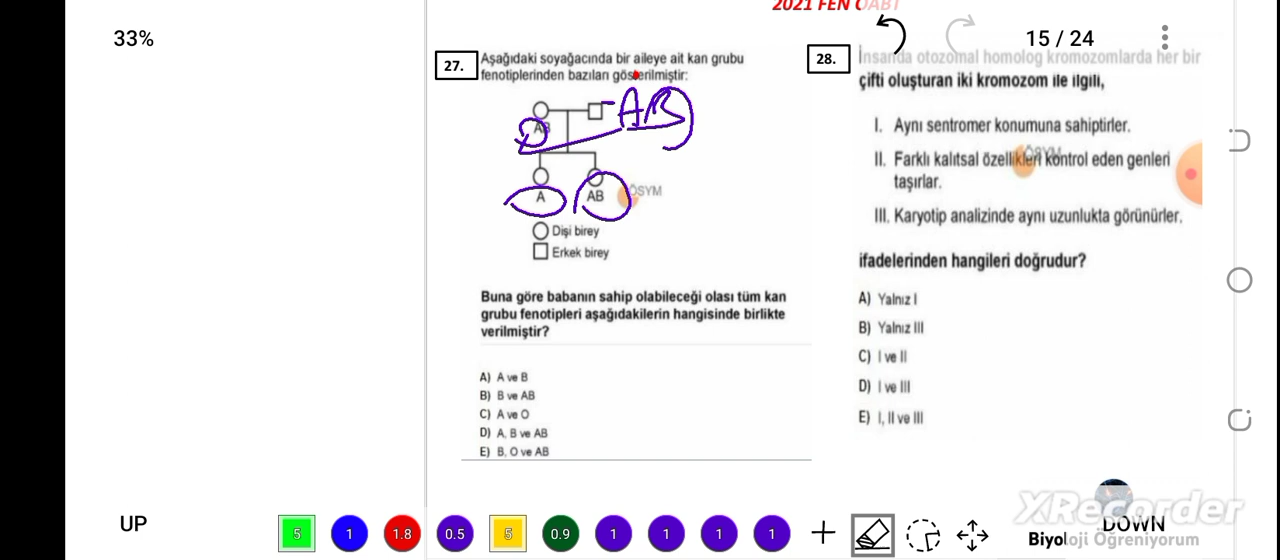 2021 FEN ÖABT
33%
15 / 24
27.
Aşağıdaki soyağacında bir aileye ait kan grubu
fenotiplerinden bazıları gösterilmiştir:
AB
AB
A
AB
ÖSYM
Dişi birey
Erkek birey
Buna göre babanın sahip olabileceği olası tüm kan
grubu fenotipleri aşağıdakilerin hangisinde birlikte
verilmiştir?
A) A ve B
B) B ve AB
C) A ve O
D) A, B ve AB
E) B, O ve AB
28.
İnsanda otozomal homolog kromozomlarda her bir
çifti oluşturan iki kromozom ile ilgili,
I. Aynı sentromer konumuna sahiptirler.
II. Farklı kalıtsal özellikleri kontrol eden genleri
taşırlar.
ÖSYM
III. Karyotip analizinde aynı uzunlukta görünürler.
ifadelerinden hangileri doğrudur?
A) Yalnız I
B) Yalnız III
C) I ve II
D) I ve III
E) I, II ve III
UP
5
1
1.8
0.5
5
0.9
1
1
1
1
XRecorder
DOWN
Biyoloji Öğreniyorum